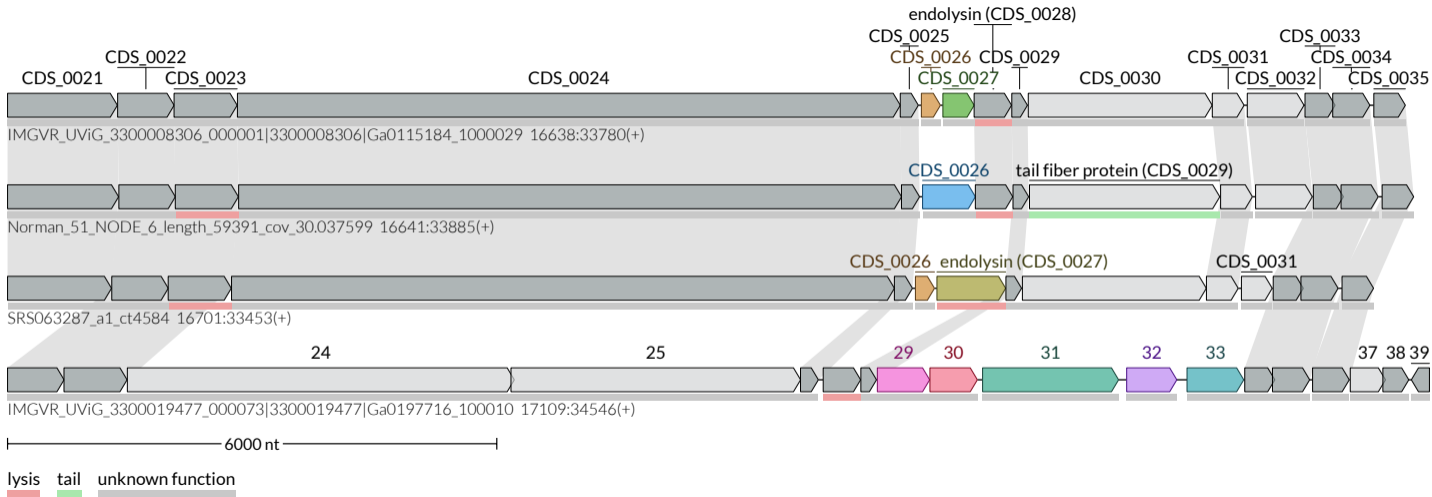 endolysin (CDS_0028)
CDS_0025 CDS_0033
CDS_0022 CDS_0026 CDS_0029 CDS_0031 CDS_0034
CDS_0021 CDS_0023 CDS_0024 CDS_0027 CDS_0030 CDS_0032 CDS_0035
IMGVR_UViG_3300008306_000001|3300008306|Ga0115184_1000029 16638:33780(+)
CDS_0026 tail fiber protein (CDS_0029)
Norman_51_NODE_6_length_59391_cov_30.037599 16641:33885(+)
CDS_0026 endolysin (CDS_0027) CDS_0031
SRS063287_a1_ct4584 16701:33453(+)
24 25 29 30 31 32 33 37 38 39
IMGVR_UViG_3300019477_000073|3300019477|Ga0197716_100010 17109:34546(+)
6000 nt
lysis tail unknown function